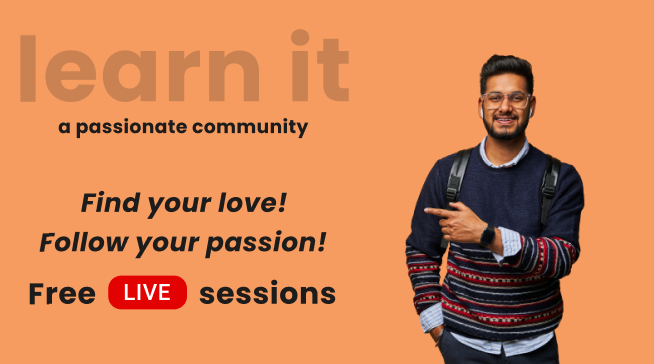 learn it
a passionate community
Find your love!
Follow your passion!
Free LIVE sessions